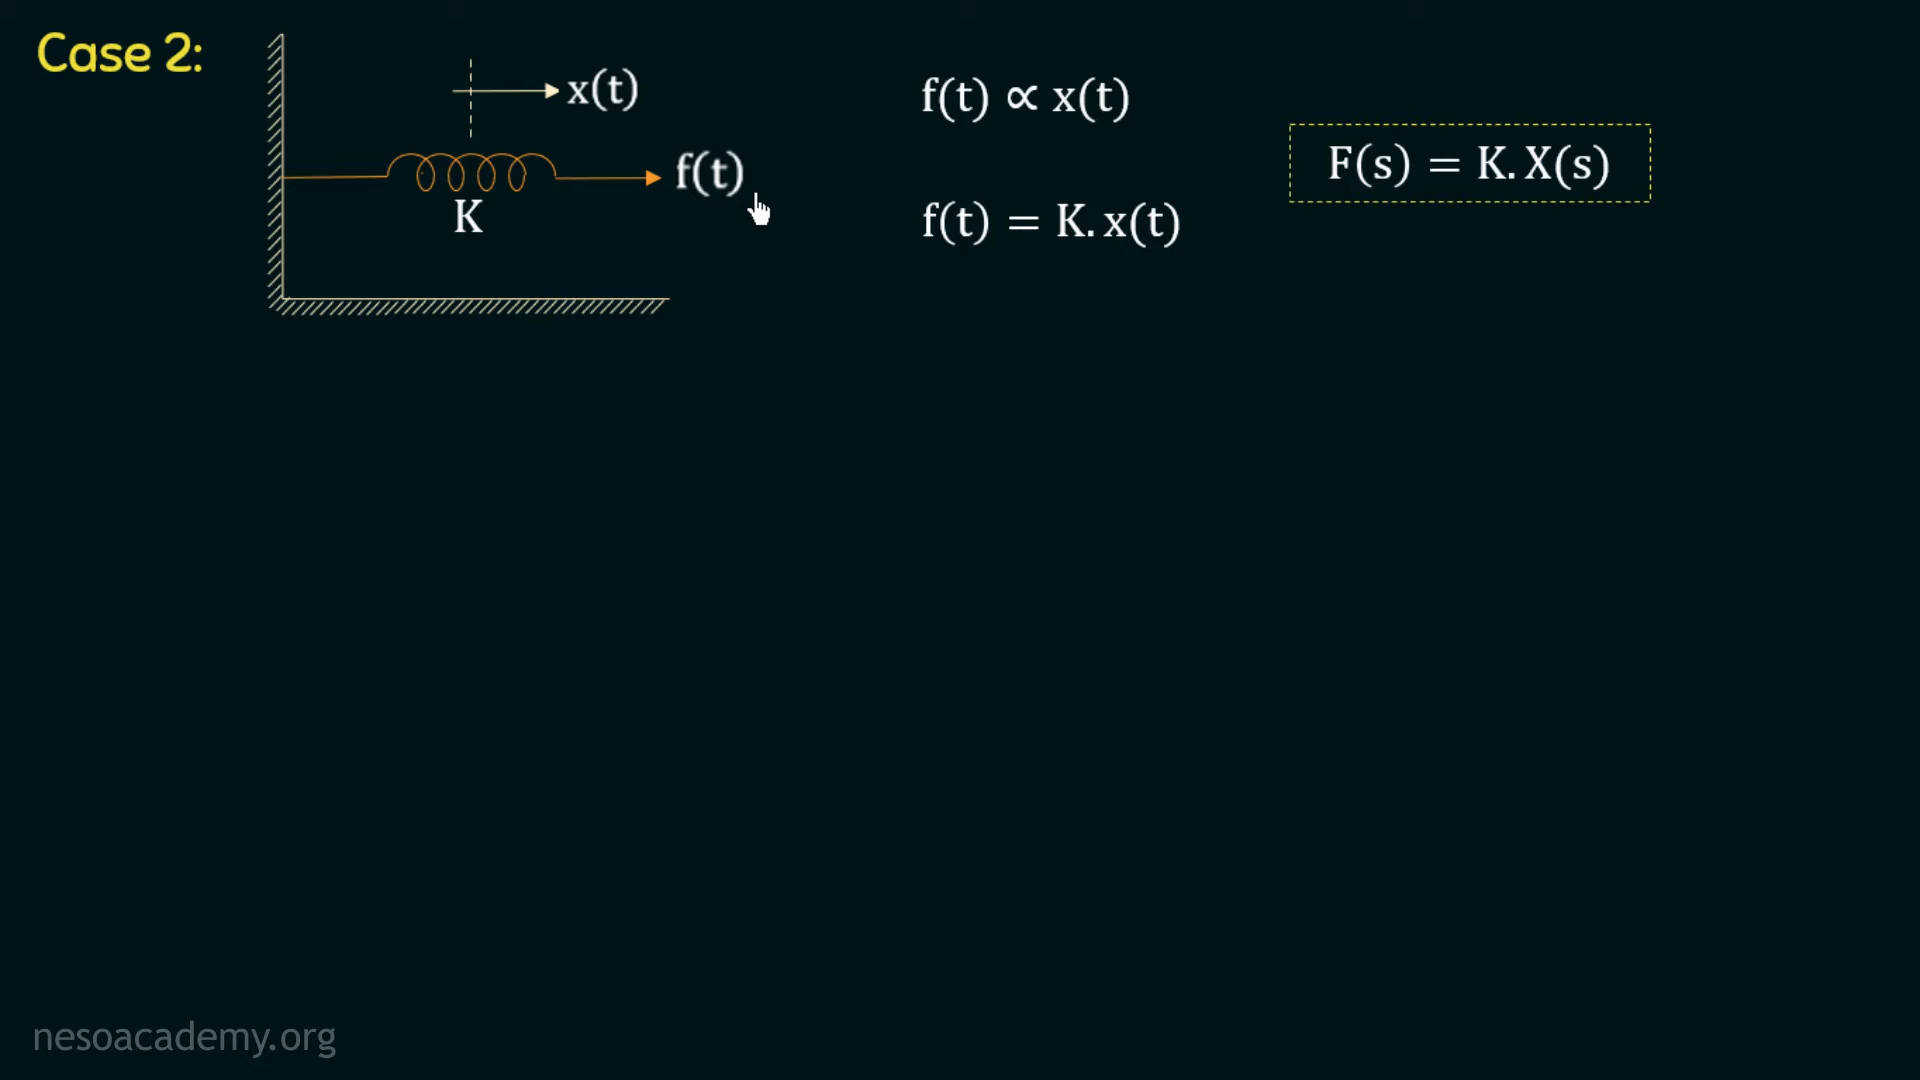 Case 2:
x(t)
f(t)
K
f(t) ∝ x(t)
f(t) = K. x(t)
F(s) = K. X(s)
nesoacademy.org